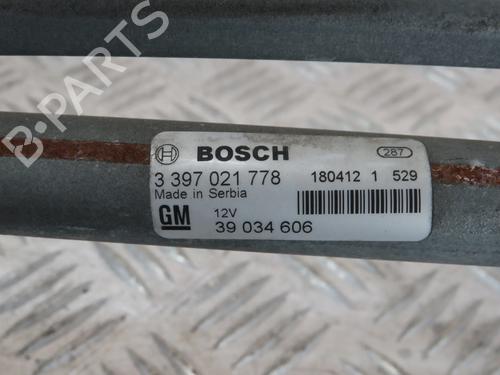 B-PARTS
BOSCH 287
3 397 021 778 180412 1 529
Made in Serbia
GM 12V
39 034 606